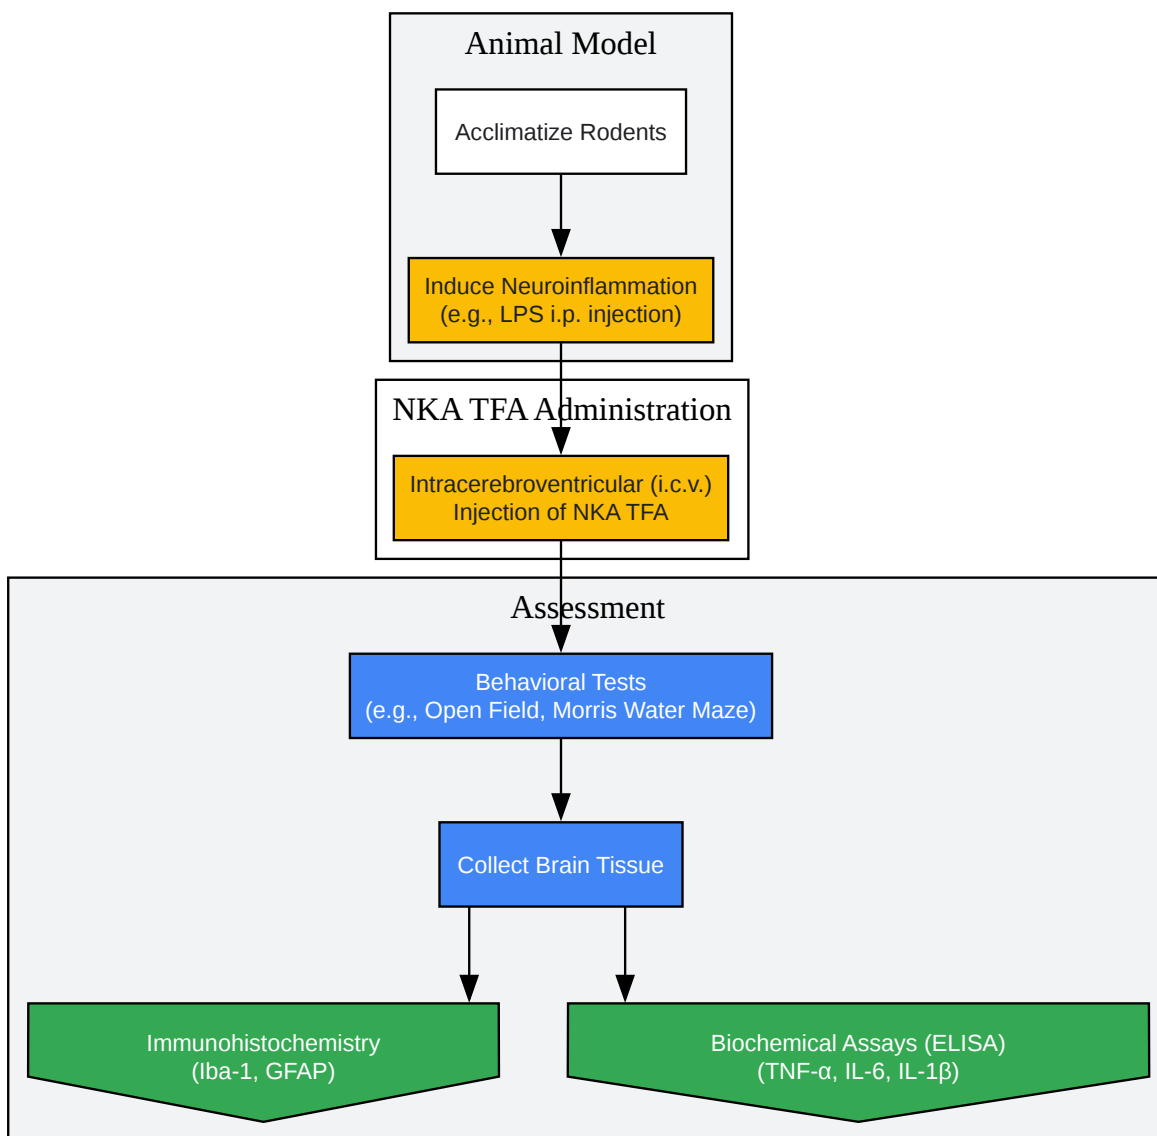 Animal Model
Acclimatize Rodents
Induce Neuroinflammation
(e.g., LPS i.p. injection)
NKA TFA Administration
Intracerebroventricular (i.c.v.)
Injection of NKA TFA
Assessment
Behavioral Tests
(e.g., Open Field, Morris Water Maze)
Collect Brain Tissue
Immunohistochemistry
(Iba-1, GFAP)
Biochemical Assays (ELISA)
(TNF-α, IL-6, IL-1β)